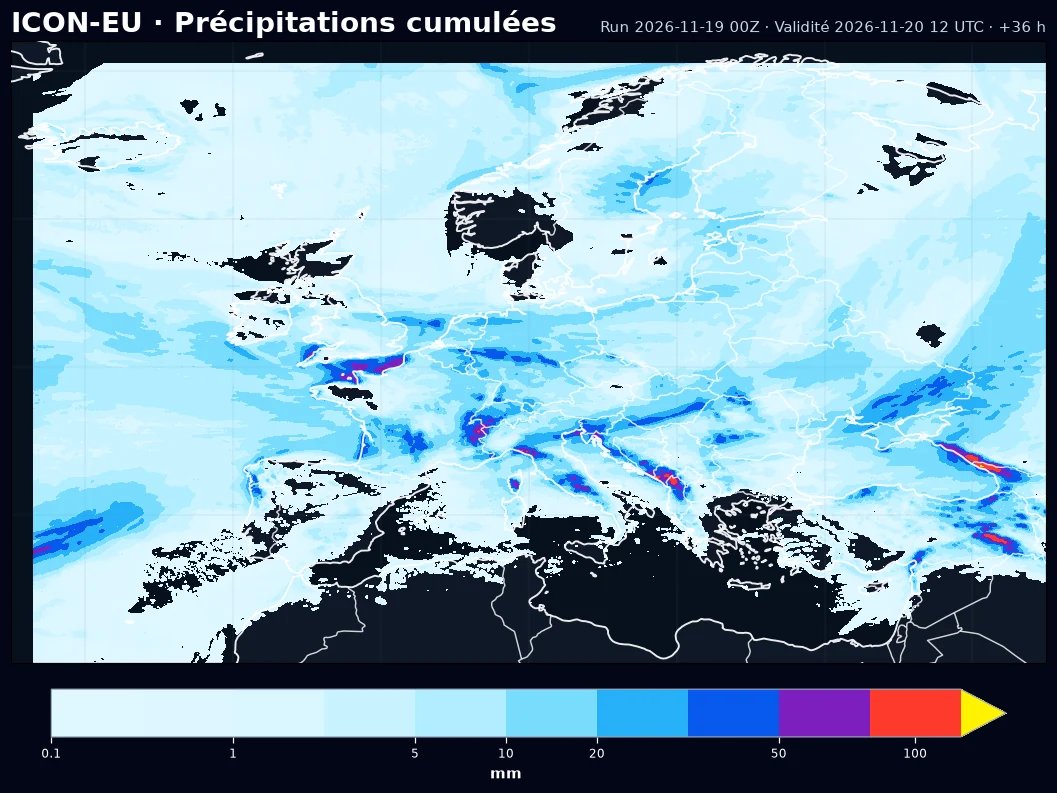 ICON-EU · Précipitations cumulées
Run 2026-11-19 00Z · Validité 2026-11-20 12 UTC · +36 h
0.1 1 5 10 20 50 100
mm